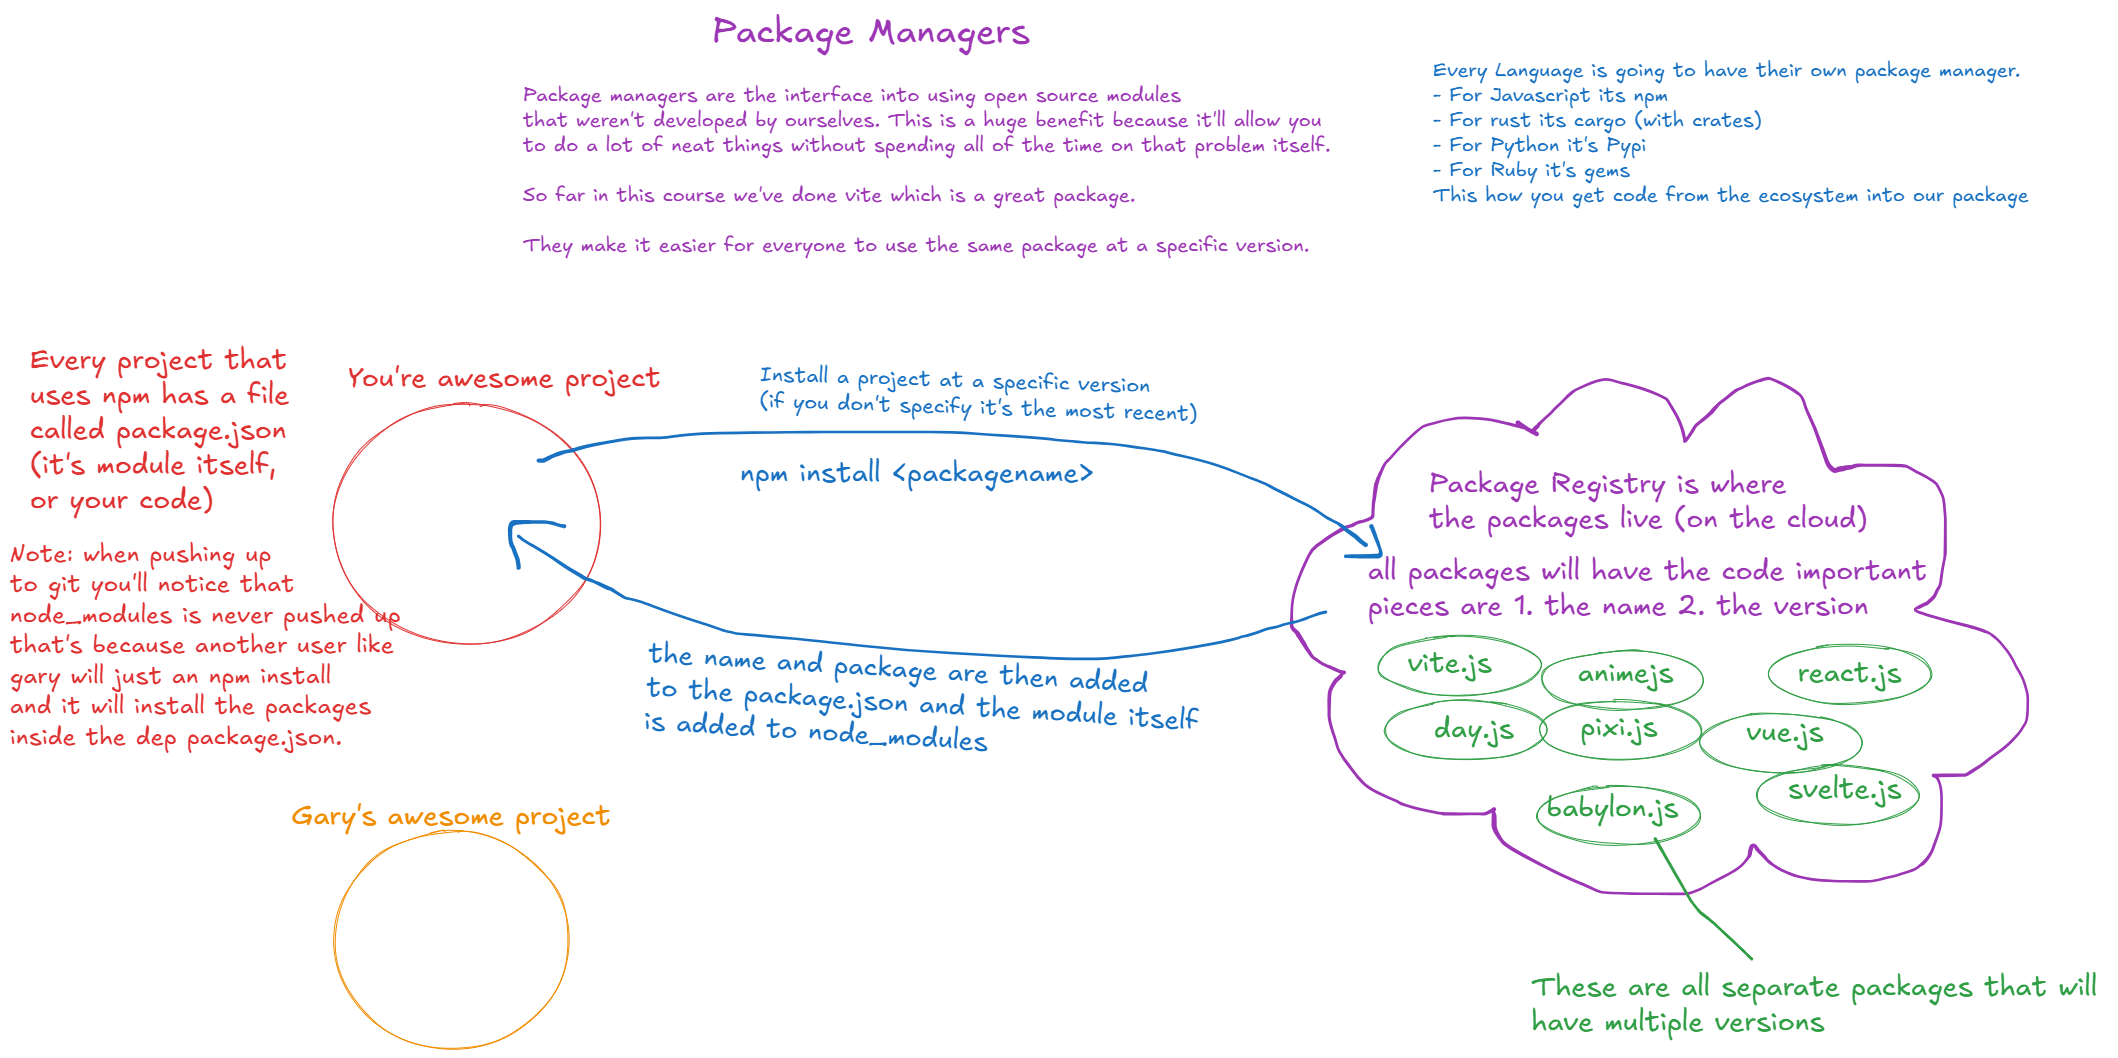 Package Managers
Package managers are the interface into using open source modules
that weren't developed by ourselves. This is a huge benefit because it'll allow you
to do a lot of neat things without spending all of the time on that problem itself.
So far in this course we've done vite which is a great package.
They make it easier for everyone to use the same package at a specific version.
Every Language is going to have their own package manager.
- For Javascript its npm
- For rust its cargo (with crates)
- For Python it's Pypi
- For Ruby it's gems
This how you get code from the ecosystem into our package
Every project that
uses npm has a file
called package.json
(it's module itself,
or your code)
Note: when pushing up
to git you'll notice that
node_modules is never pushed up
that's because another user like
gary will just an npm install
and it will install the packages
inside the dep package.json.
You're awesome project
Install a project at a specific version
(if you don't specify it's the most recent)
npm install <packagename>
the name and package are then added
to the package.json and the module itself
is added to node_modules
Package Registry is where
the packages live (on the cloud)
all packages will have the code important
pieces are 1. the name 2. the version
vite.js
animejs
react.js
day.js
pixi.js
vue.js
svelte.js
babylon.js
Gary's awesome project
These are all separate packages that will
have multiple versions